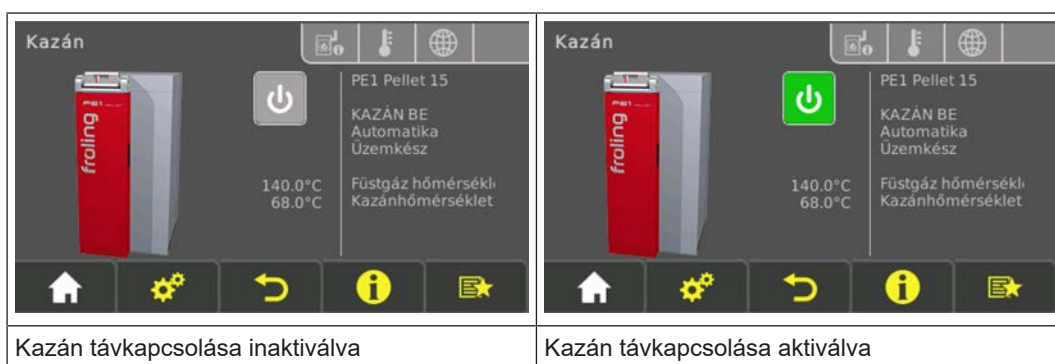 Kazán
PE1
froling
PE1 Pellet 15
KAZÁN BE
Automatika
Üzemkész
140.0°C Füstgáz hőmérsékl
68.0°C Kazánhőmérséklet
Kazán
PE1
froling
PE1 Pellet 15
KAZÁN BE
Automatika
Üzemkész
140.0°C Füstgáz hőmérsékl
68.0°C Kazánhőmérséklet
Kazán távkapcsolása inaktiválva
Kazán távkapcsolása aktiválva